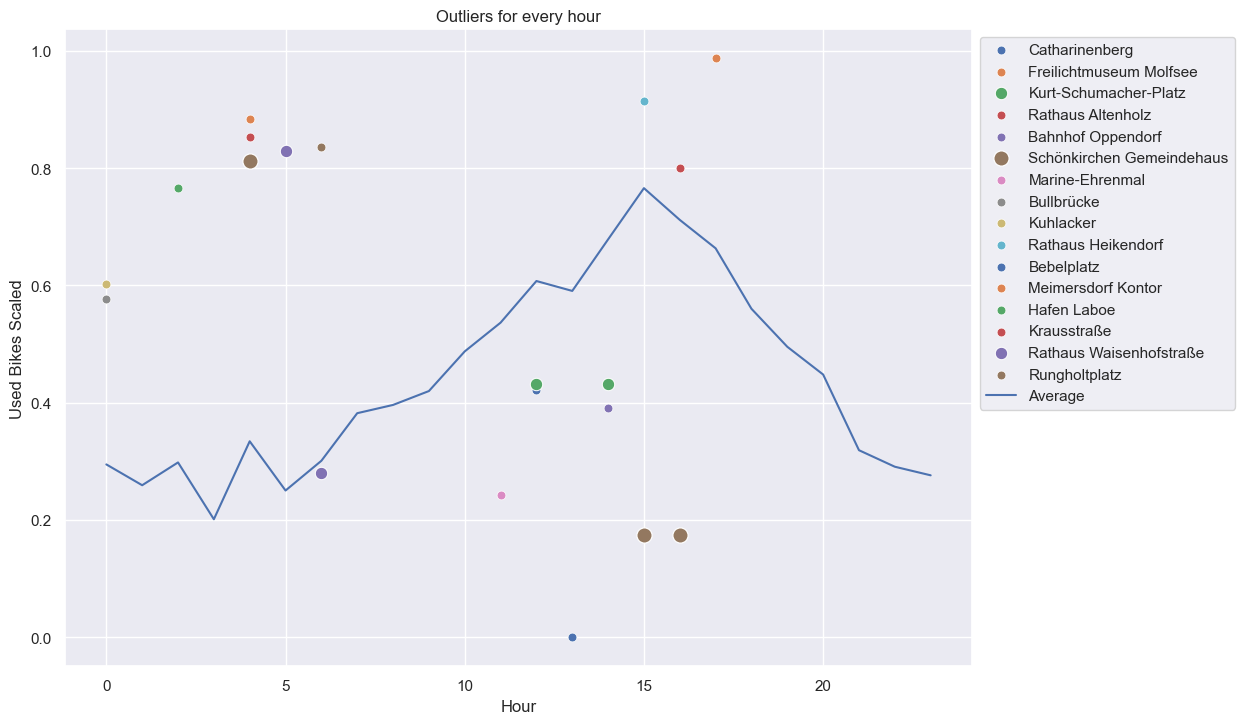 Outliers for every hour
Used Bikes Scaled
1.0
0.8
0.6
0.4
0.2
0.0
0
5
10
15
20
Hour
Catharinenberg
Freilichtmuseum Molfsee
Kurt-Schumacher-Platz
Rathaus Altenholz
Bahnhof Oppendorf
Schönkirchen Gemeindehaus
Marine-Ehrenmal
Bullbrücke
Kuhlacker
Rathaus Heikendorf
Bebelplatz
Meimersdorf Kontor
Hafen Laboe
Krausstraße
Rathaus Waisenhofstraße
Rungholtplatz
Average